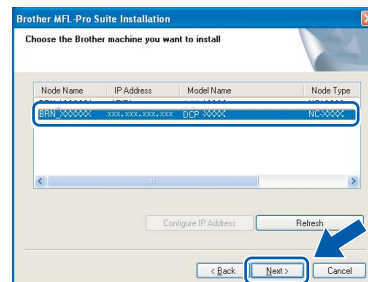 Brother MFL-Pro Suite Installation
Choose the Brother machine you want to install
Node Name IP Address Model Name Node Type
BRN_XXXXXX xxx.xxx.xxx.xxx DCP-XXXX NC-XXXX
Configure IP Address Refresh
< Back Next > Cancel